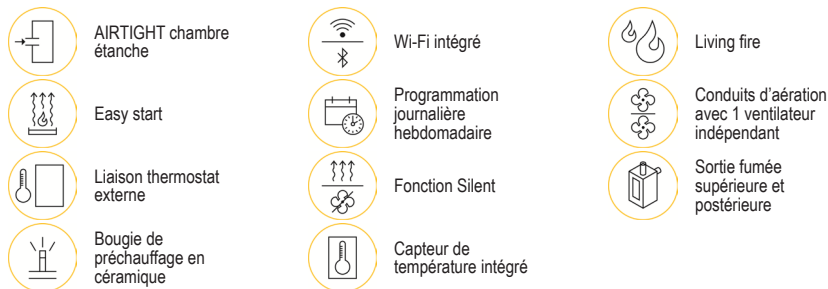 AIRTIGHT chambre
étanche
Easy start
Liaison thermostat
externe
Bougie de
préchauffage en
céramique
Wi-Fi intégré
Programmation
journalière
hebdomadaire
Fonction Silent
Capteur de
température intégré
Living fire
Conduits d'aération
avec 1 ventilateur
indépendant
Sortie fumée
supérieure et
postérieure